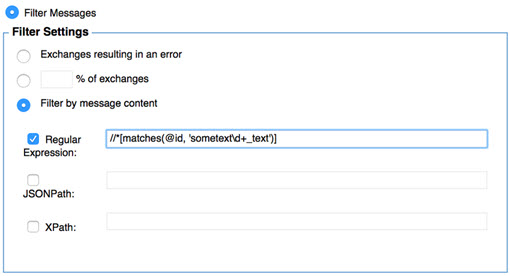 Filter Messages
Filter Settings
Exchanges resulting in an error
% of exchanges
Filter by message content
Regular Expression: //*[matches(@id, 'sometext\d+_text')]
JSONPath:
XPath: